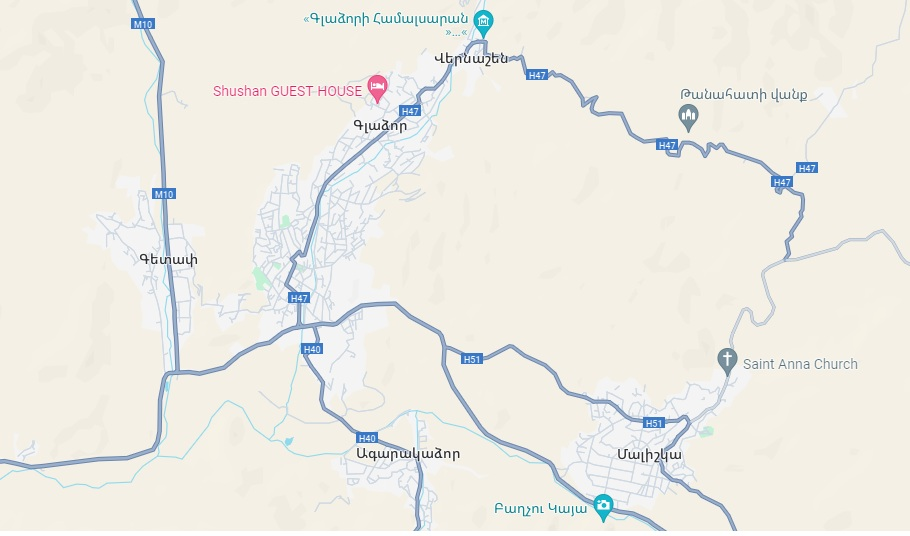 M10
«Գլաձորի Համալսարան
»...«
Վերնաշեն
H47
Shushan GUEST HOUSE
H47
Գլաձոր
Թանահատի վանք
H47
H47
H47
M10
Գետափ
H47
H40
H51
Saint Anna Church
H51
H40
Ագարակաձոր
Մալիշկա
Բաղչու Կայա